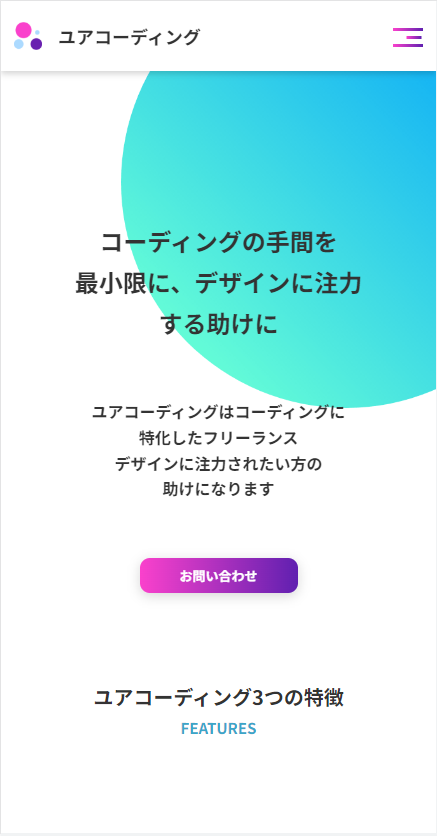 ユアコーディング
コーディングの手間を
最小限に、デザインに注力
する助けに
ユアコーディングはコーディングに
特化したフリーランス
デザインに注力されたい方の
助けになります
お問い合わせ
ユアコーディング3つの特徴
FEATURES